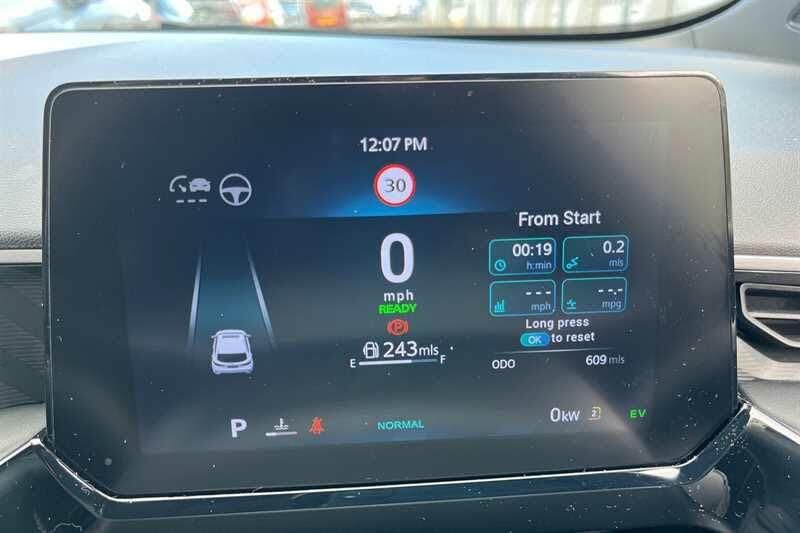 12:07 PM
30
0
mph
READY
P
243mls
E F
From Start
00:19
h:min
0.2
mls
---
mph
--.-
mpg
Long press
OK to reset
ODO 609 mls
P
NORMAL
0kW
2
EV